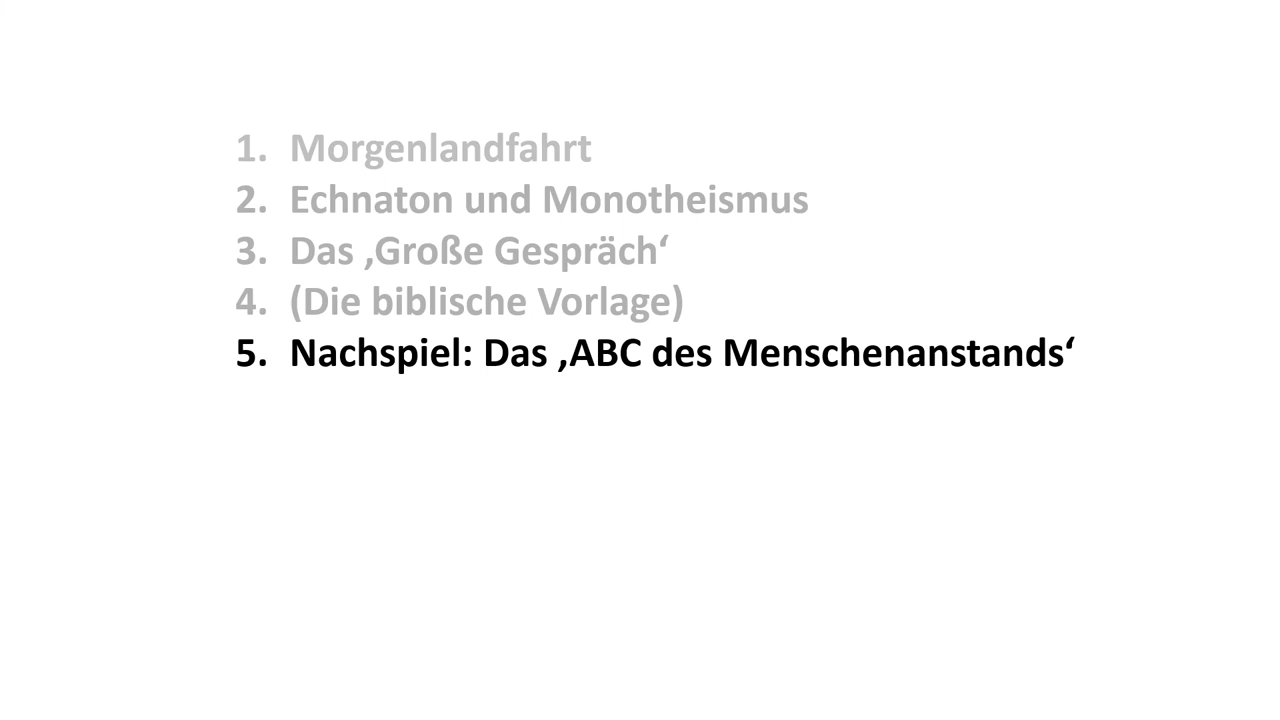 1. Morgenlandfahrt
2. Echnaton und Monotheismus
3. Das ‚Große Gespräch‘
4. (Die biblische Vorlage)
5. Nachspiel: Das ‚ABC des Menschenanstands‘